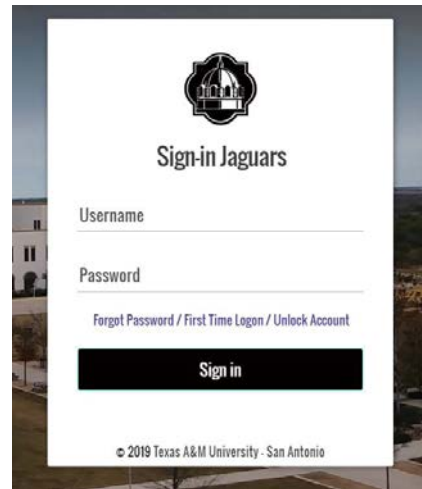 Sign-in Jaguars
Username
Password
Forgot Password / First Time Logon / Unlock Account
Sign in
© 2019 Texas A&M University - San Antonio